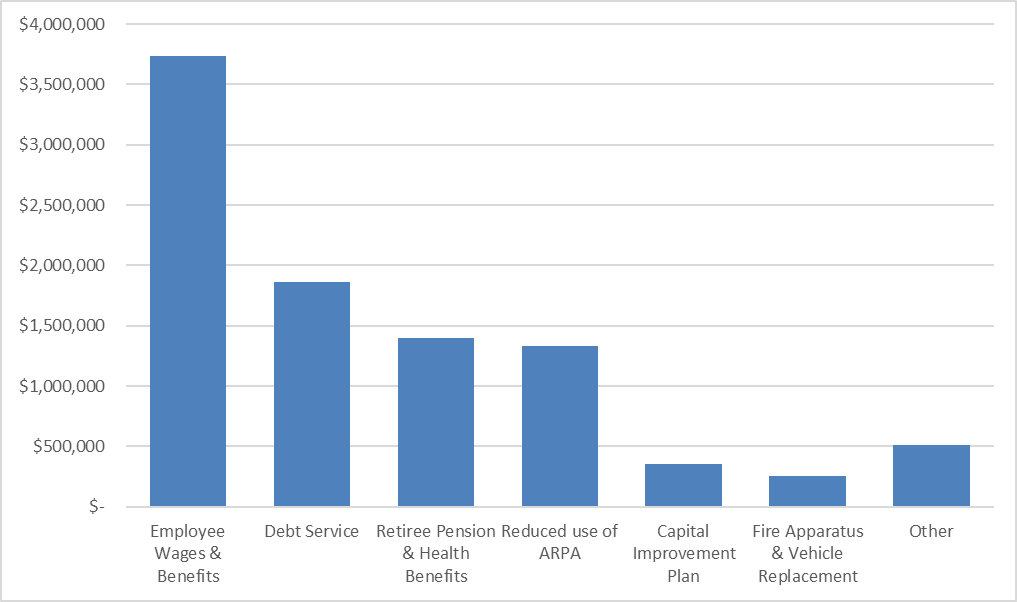 $4,000,000
$3,500,000
$3,000,000
$2,500,000
$2,000,000
$1,500,000
$1,000,000
$500,000
$-
Employee
Wages &
Benefits
Debt Service
Retiree Pension
& Health
Benefits
Reduced use of
ARPA
Capital
Improvement
Plan
Fire Apparatus
& Vehicle
Replacement
Other